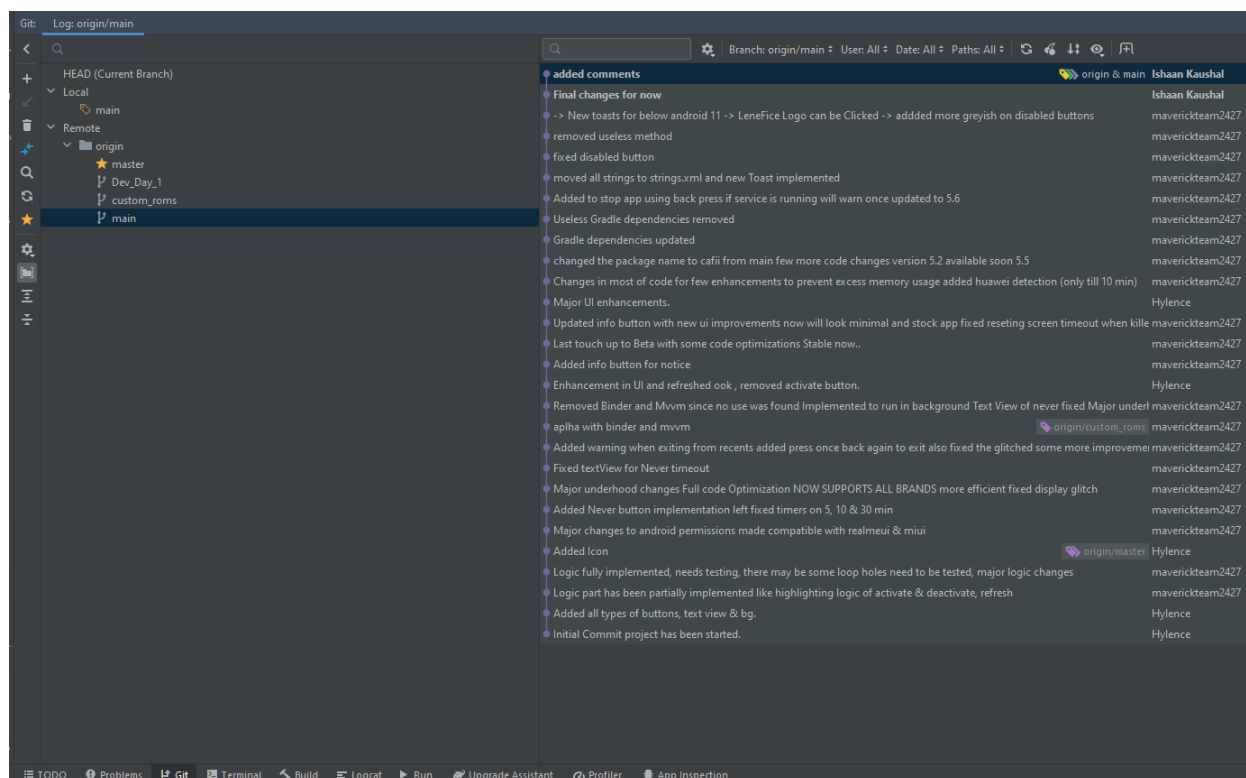 Git: Log: origin/main
HEAD (Current Branch)
Local
main
Remote
origin
master
Dev_Day_1
custom_roms
main
Branch: origin/main User: All Date: All Paths: All
added comments origin & main Ishaan Kaushal
Final changes for now Ishaan Kaushal
-> New toasts for below android 11 -> LeneFice Logo can be Clicked -> addded more greyish on disabled buttons maverickteam2427
removed useless method maverickteam2427
fixed disabled button maverickteam2427
moved all strings to strings.xml and new Toast implemented maverickteam2427
Added to stop app using back press if service is running will warn once updated to 5.6 maverickteam2427
Useless Gradle dependencies removed maverickteam2427
Gradle dependencies updated maverickteam2427
changed the package name to cafii from main few more code changes version 5.2 available soon 5.5 maverickteam2427
Changes in most of code for few enhancements to prevent excess memory usage added huawei detection (only till 10 min) maverickteam2427
Major UI enhancements. Hylence
Updated info button with new ui improvements now will look minimal and stock app fixed reseting screen timeout when kille maverickteam2427
Last touch up to Beta with some code optimizations Stable now.. maverickteam2427
Added info button for notice maverickteam2427
Enhancement in UI and refreshed ook , removed activate button. Hylence
Removed Binder and Mvvm since no use was found Implemented to run in background Text View of never fixed Major underl maverickteam2427
aplha with binder and mvvm origin/custom_roms maverickteam2427
Added warning when exiting from recents added press once back again to exit also fixed the glitched some more improvemei maverickteam2427
Fixed textView for Never timeout maverickteam2427
Major underhood changes Full code Optimization NOW SUPPORTS ALL BRANDS more efficient fixed display glitch maverickteam2427
Added Never button implementation left fixed timers on 5, 10 & 30 min maverickteam2427
Major changes to android permissions made compatible with realmeui & miui maverickteam2427
Added Icon origin/master Hylence
Logic fully implemented, needs testing, there may be some loop holes need to be tested, major logic changes maverickteam2427
Logic part has been partially implemented like highlighting logic of activate & deactivate, refresh maverickteam2427
Added all types of buttons, text view & bg. Hylence
Initial Commit project has been started. Hylence
TODO Problems Git Terminal Build Logcat Run Upgrade Assistant Profiler App Inspection